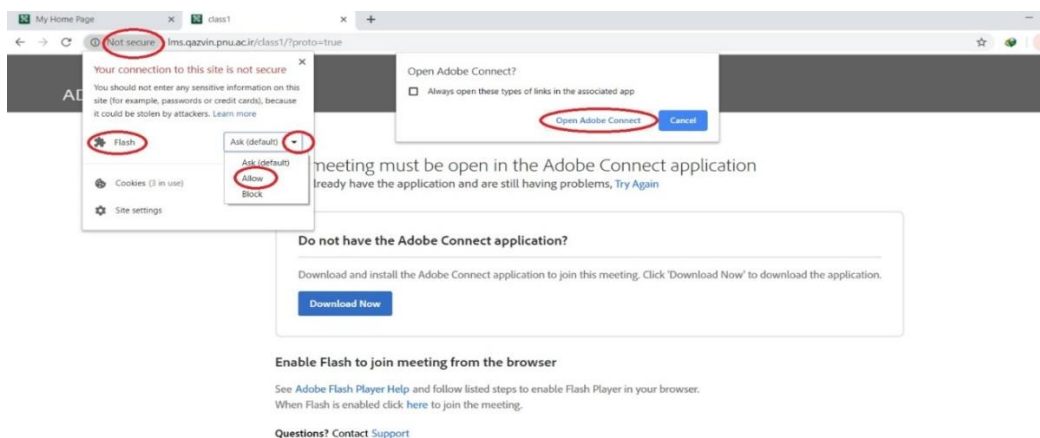 My Home Page
class1
Not secure
lms.qazvin.pnu.ac.ir/class1/?proto=true
Your connection to this site is not secure
You should not enter any sensitive information on this
site (for example, passwords or credit cards), because
it could be stolen by attackers. Learn more
Flash
Ask (default)
Ask (default)
Allow
Block
Cookies (3 in use)
Site settings
Open Adobe Connect?
Always open these types of links in the associated app
Open Adobe Connect
Cancel
meeting must be open in the Adobe Connect application
lready have the application and are still having problems, Try Again
Do not have the Adobe Connect application?
Download and install the Adobe Connect application to join this meeting. Click 'Download Now' to download the application.
Download Now
Enable Flash to join meeting from the browser
See Adobe Flash Player Help and follow listed steps to enable Flash Player in your browser.
When Flash is enabled click here to join the meeting.
Questions? Contact Support